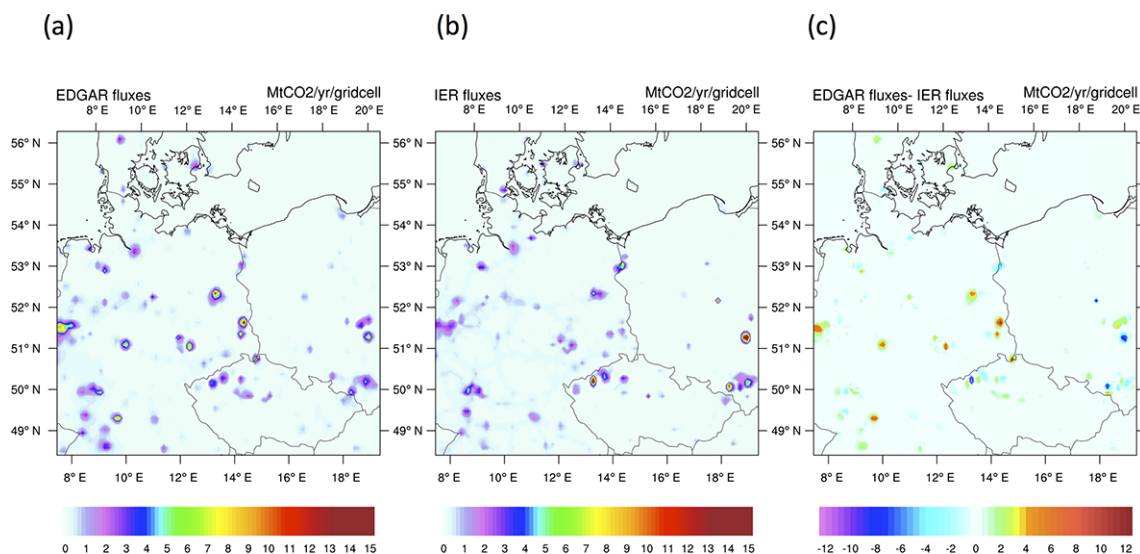 (a) (b) (c)
EDGAR fluxes MtCO2/yr/gridcell IER fluxes MtCO2/yr/gridcell EDGAR fluxes- IER fluxes MtCO2/yr/gridcell
8° E 10° E 12° E 14° E 16° E 18° E 20° E 8° E 10° E 12° E 14° E 16° E 18° E 20° E 8° E 10° E 12° E 14° E 16° E 18° E 20° E
56° N 56° N 56° N
55° N 55° N 55° N
54° N 54° N 54° N
53° N 53° N 53° N
52° N 52° N 52° N
51° N 51° N 51° N
50° N 50° N 50° N
49° N 49° N 49° N
8° E 10° E 12° E 14° E 16° E 18° E 8° E 10° E 12° E 14° E 16° E 18° E 8° E 10° E 12° E 14° E 16° E 18° E
0 1 2 3 4 5 6 7 8 9 10 11 12 13 14 15 0 1 2 3 4 5 6 7 8 9 10 11 12 13 14 15 -12 -10 -8 -6 -4 -2 0 2 4 6 8 10 12